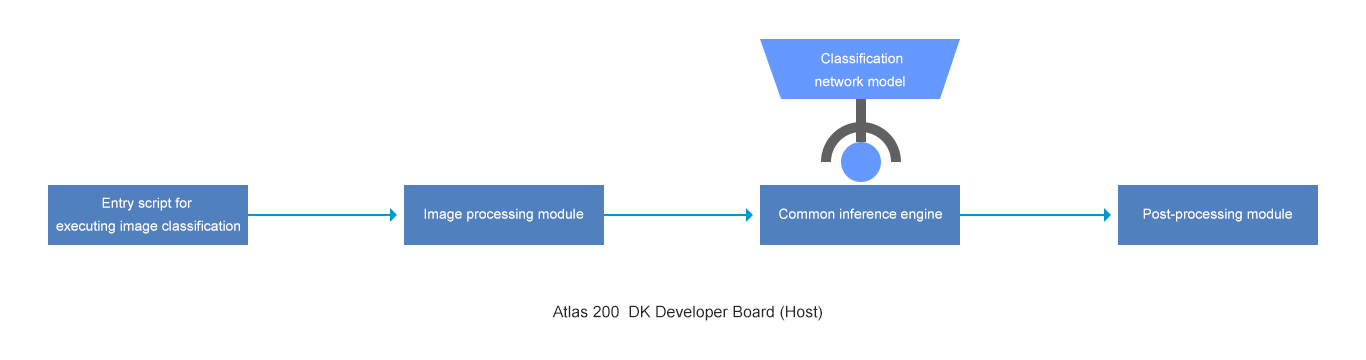 Classification
network model
Entry script for
executing image classification
Image processing module
Common inference engine
Post-processing module
Atlas 200  DK Developer Board (Host)